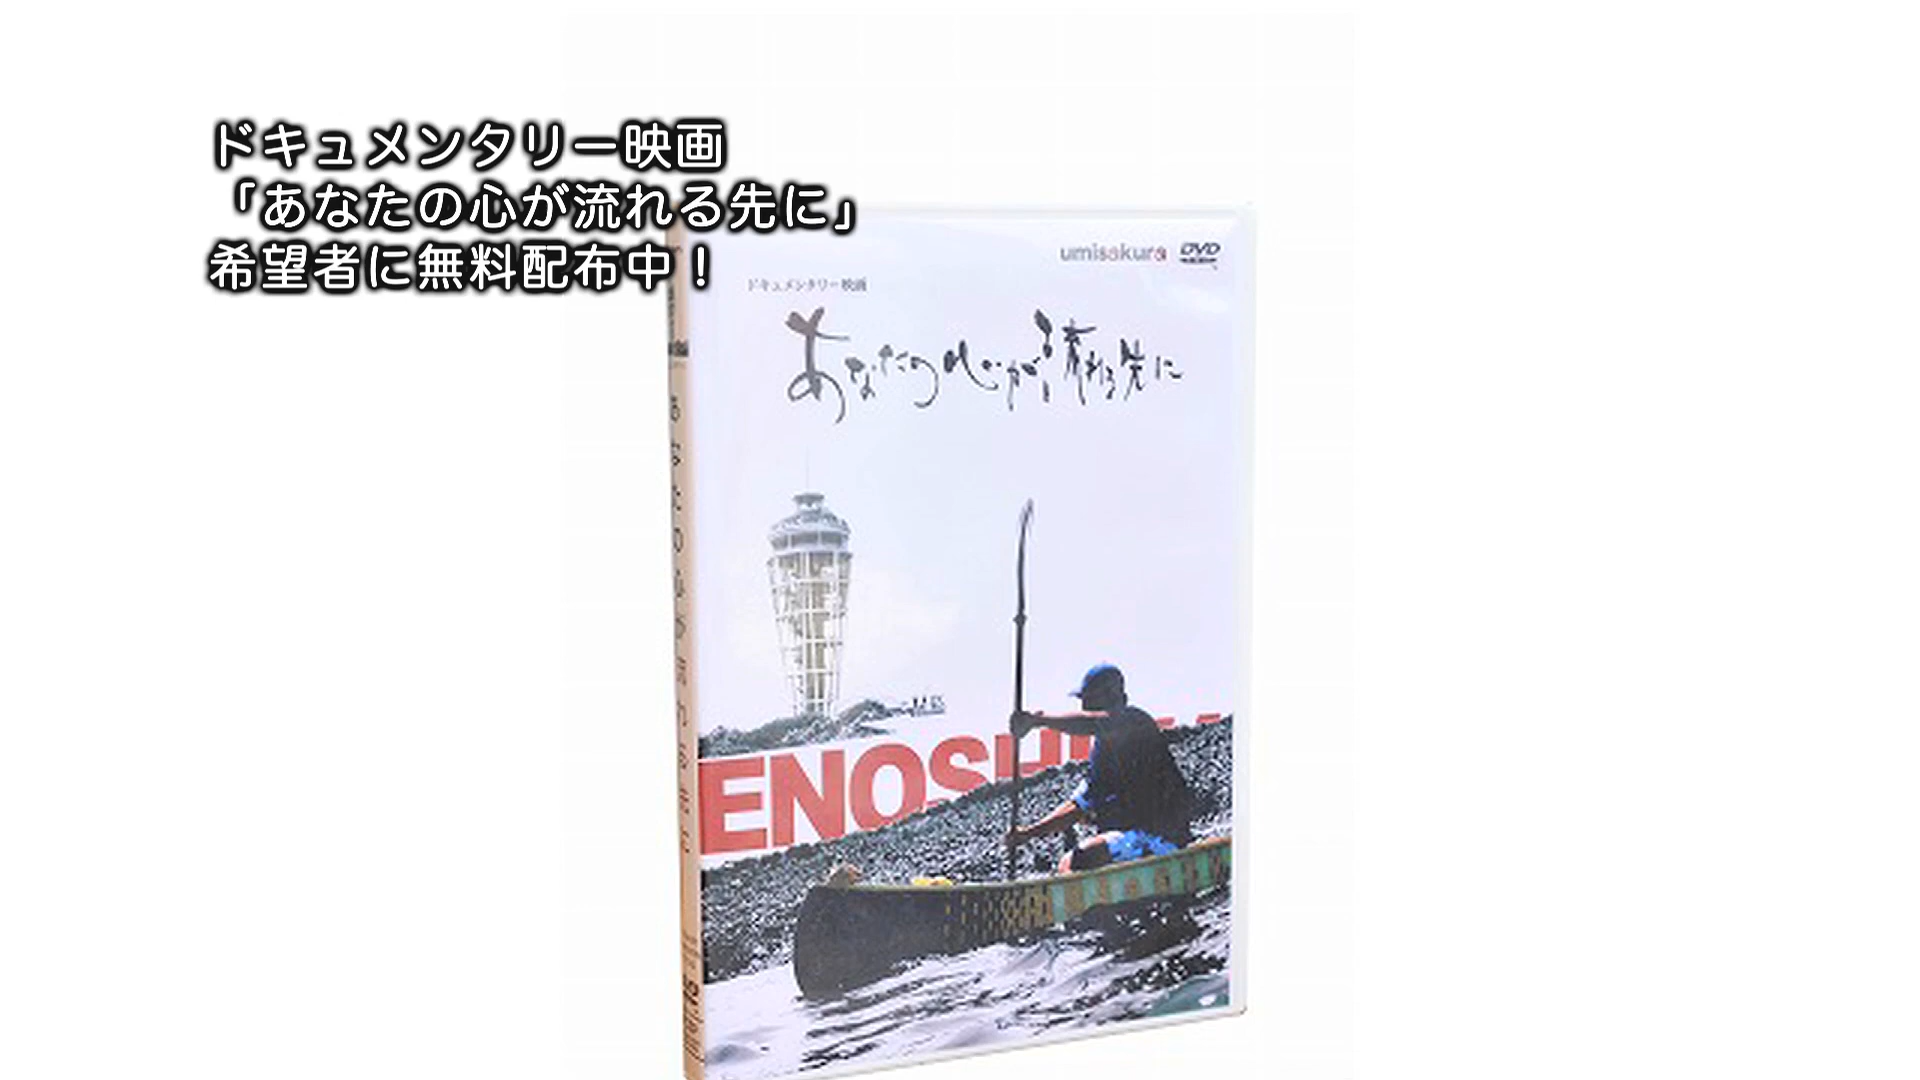 ドキュメンタリー映画
「あなたの心が流れる先に」
希望者に無料配布中！
umisakura DVD
ドキュメンタリー映画
あなたの心が流れる先に
ENOSHI